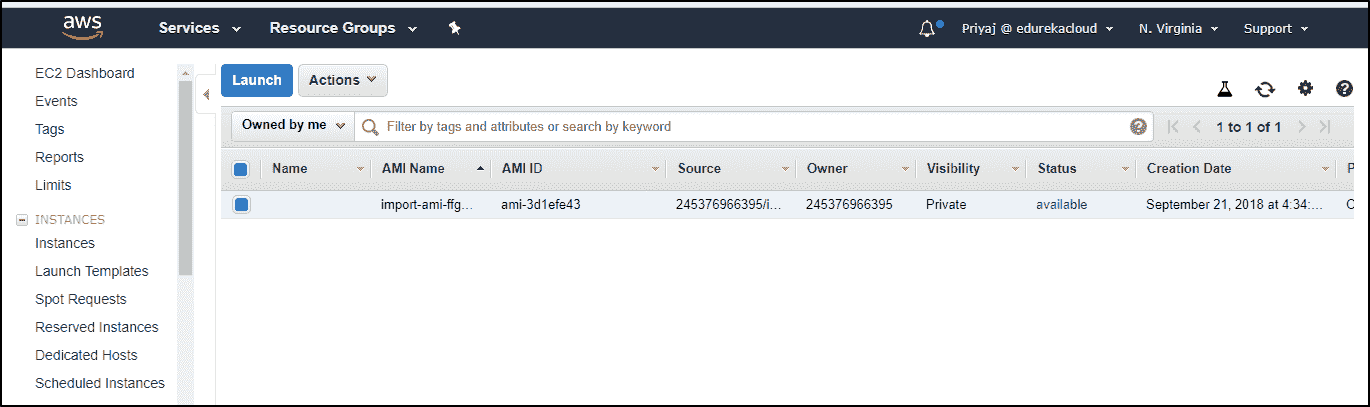 aws Services Resource Groups Priyaj @ edurekacloud N. Virginia Support
EC2 Dashboard
Events
Tags
Reports
Limits
INSTANCES
Instances
Launch Templates
Spot Requests
Reserved Instances
Dedicated Hosts
Scheduled Instances
Launch Actions
Owned by me Filter by tags and attributes or search by keyword 1 to 1 of 1
Name AMI Name AMI ID Source Owner Visibility Status Creation Date P
import-ami-ffg... ami-3d1efe43 245376966395/i... 245376966395 Private available September 21, 2018 at 4:34:...